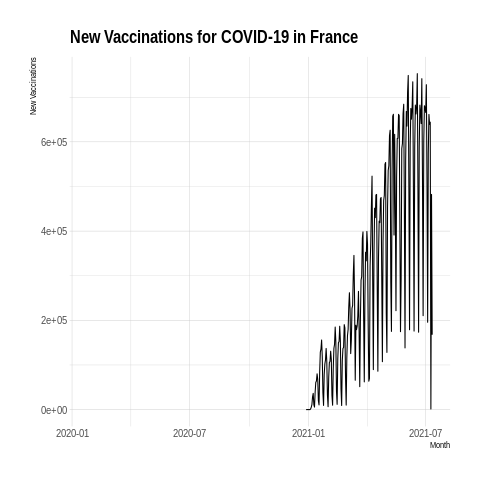 New Vaccinations for COVID-19 in France
New Vaccinations
6e+05
4e+05
2e+05
0e+00
2020-01 2020-07 2021-01 2021-07
Month